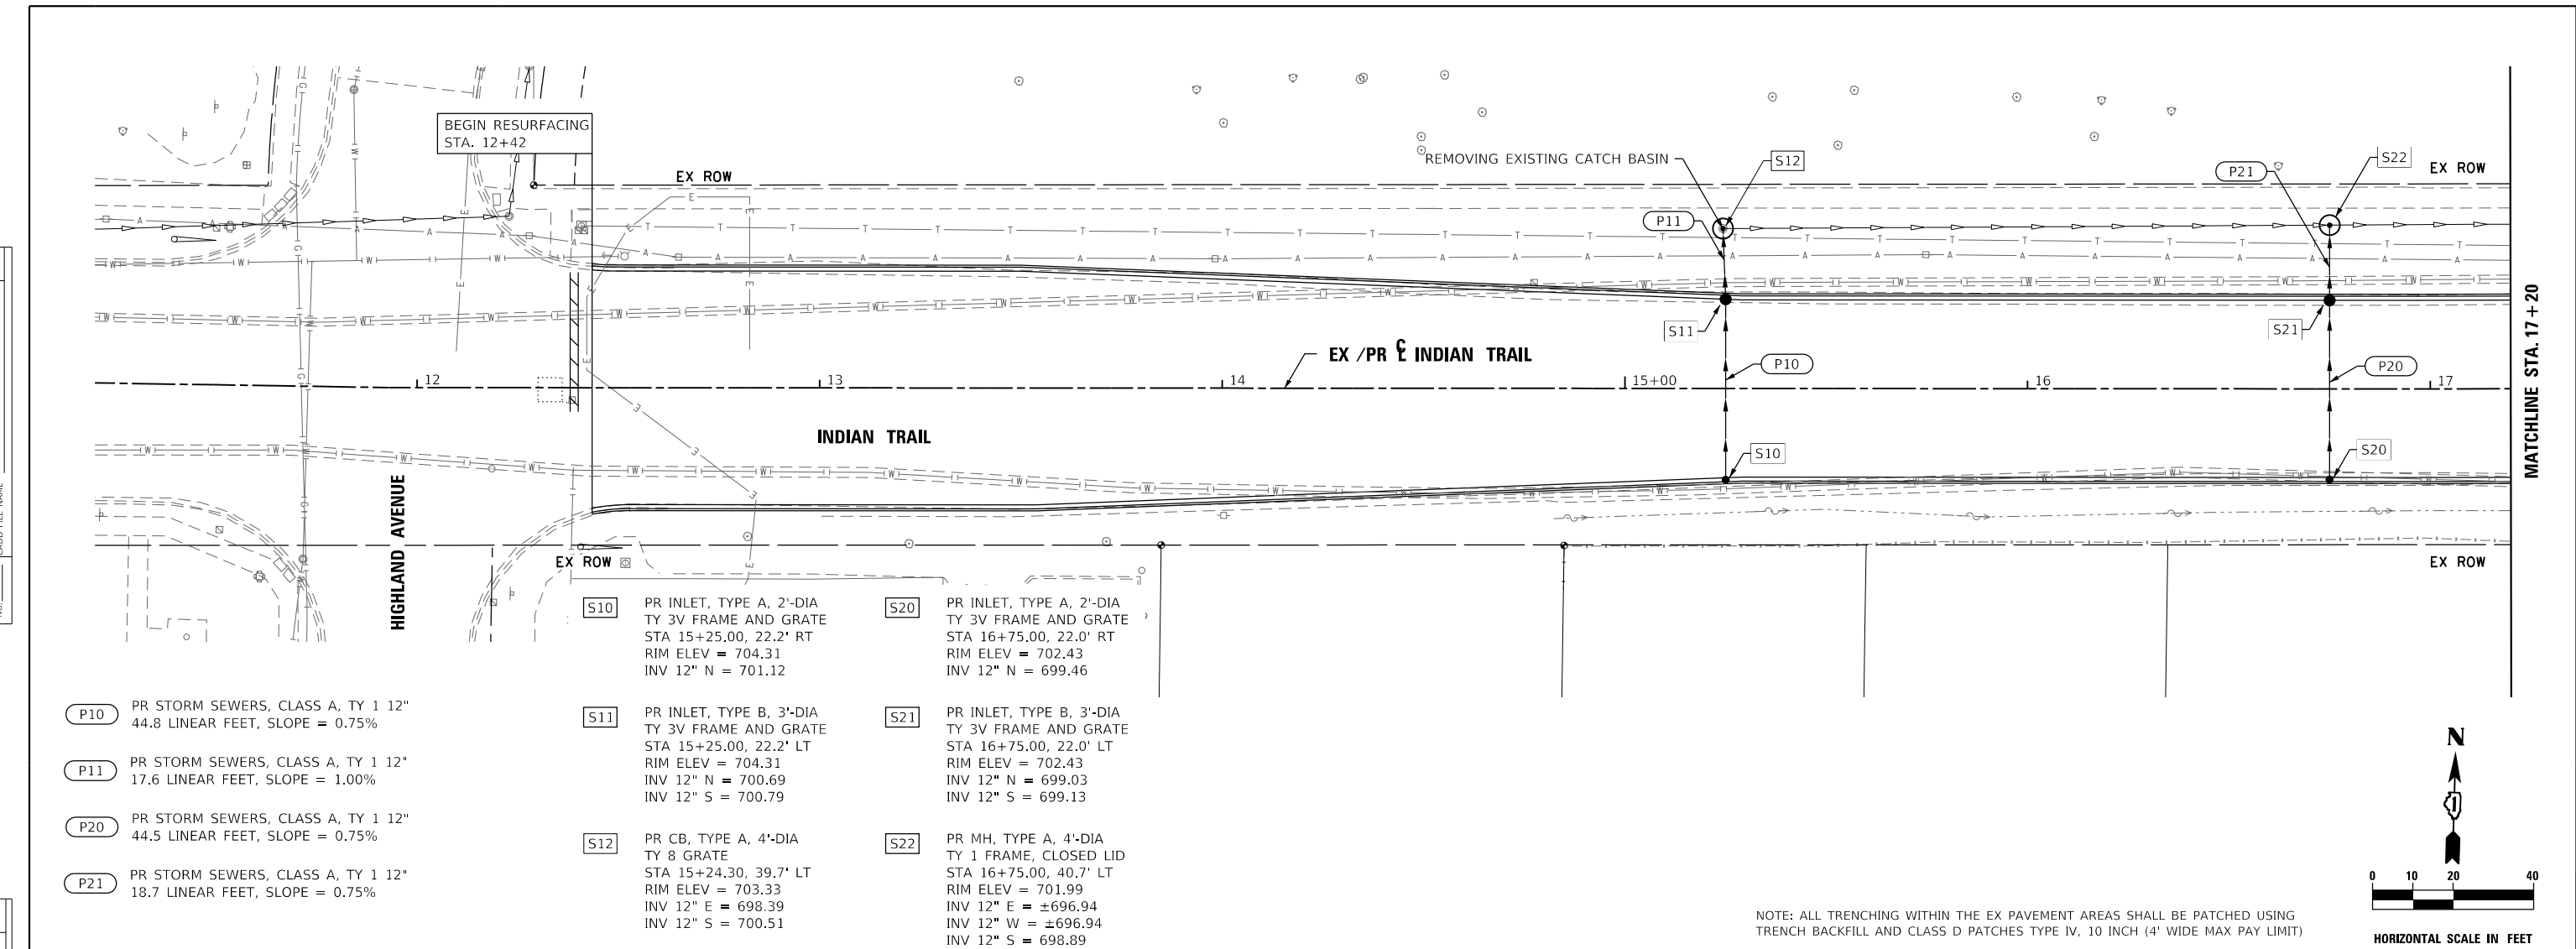 BEGIN RESURFACING
STA. 12+42
EX ROW
REMOVING EXISTING CATCH BASIN
S12
P21
S22
EX ROW
P11
S11
S21
MATCHLINE STA. 17+20
EX /PR ℄ INDIAN TRAIL
P10
P20
12
13
14
15+00
16
17
INDIAN TRAIL
S10
S20
HIGHLAND AVENUE
EX ROW
EX ROW
P10
PR STORM SEWERS, CLASS A, TY 1 12"
44.8 LINEAR FEET, SLOPE = 0.75%
P11
PR STORM SEWERS, CLASS A, TY 1 12"
17.6 LINEAR FEET, SLOPE = 1.00%
P20
PR STORM SEWERS, CLASS A, TY 1 12"
44.5 LINEAR FEET, SLOPE = 0.75%
P21
PR STORM SEWERS, CLASS A, TY 1 12"
18.7 LINEAR FEET, SLOPE = 0.75%
S10
PR INLET, TYPE A, 2'-DIA
TY 3V FRAME AND GRATE
STA 15+25.00, 22.2' RT
RIM ELEV = 704.31
INV 12" N = 701.12
S11
PR INLET, TYPE B, 3'-DIA
TY 3V FRAME AND GRATE
STA 15+25.00, 22.2' LT
RIM ELEV = 704.31
INV 12" N = 700.69
INV 12" S = 700.79
S12
PR CB, TYPE A, 4'-DIA
TY 8 GRATE
STA 15+24.30, 39.7' LT
RIM ELEV = 703.33
INV 12" E = 698.39
INV 12" S = 700.51
S20
PR INLET, TYPE A, 2'-DIA
TY 3V FRAME AND GRATE
STA 16+75.00, 22.0' RT
RIM ELEV = 702.43
INV 12" N = 699.46
S21
PR INLET, TYPE B, 3'-DIA
TY 3V FRAME AND GRATE
STA 16+75.00, 22.0' LT
RIM ELEV = 702.43
INV 12" N = 699.03
INV 12" S = 699.13
S22
PR MH, TYPE A, 4'-DIA
TY 1 FRAME, CLOSED LID
STA 16+75.00, 40.7' LT
RIM ELEV = 701.99
INV 12" E = ±696.94
INV 12" W = ±696.94
INV 12" S = 698.89
NOTE: ALL TRENCHING WITHIN THE EX PAVEMENT AREAS SHALL BE PATCHED USING
TRENCH BACKFILL AND CLASS D PATCHES TYPE IV, 10 INCH (4' WIDE MAX PAY LIMIT)
N
0 10 20 40
HORIZONTAL SCALE IN FEET